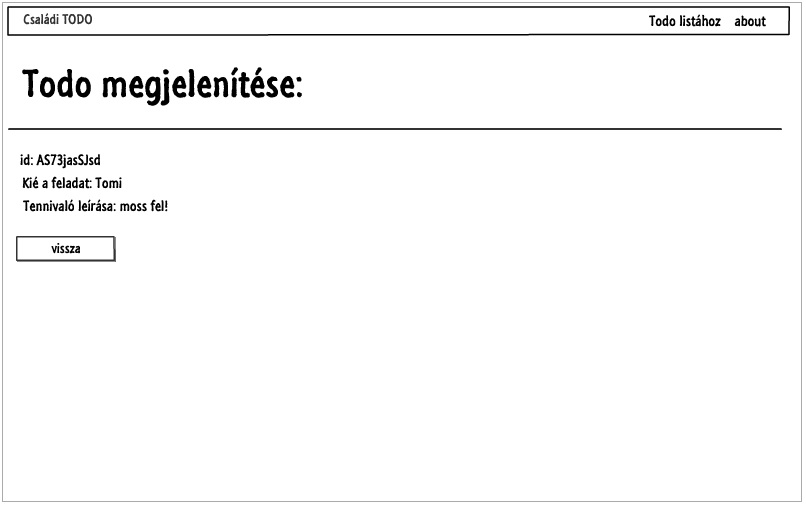 Családi TODO
Todo listához about
Todo megjelenítése:
id: AS73jasSJsd
Kié a feladat: Tomi
Tennivaló leírása: moss fel!
vissza